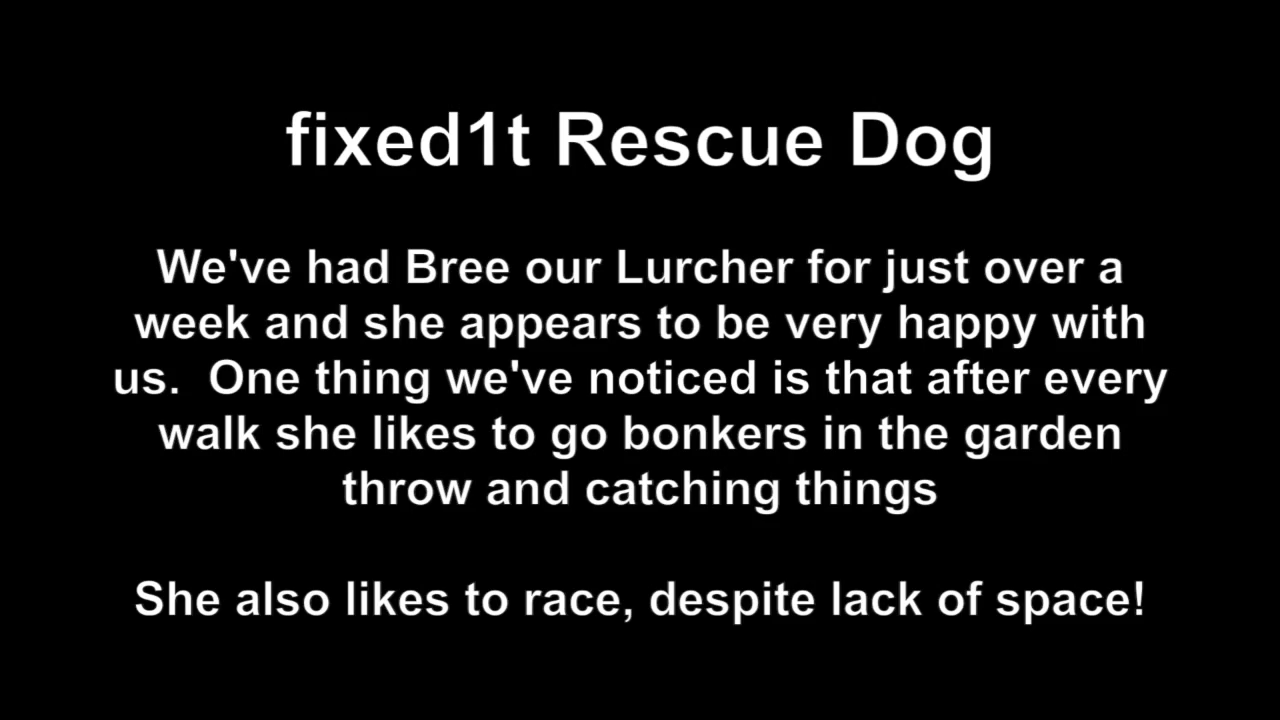 fixed1t Rescue Dog
We've had Bree our Lurcher for just over a
week and she appears to be very happy with
us.  One thing we've noticed is that after every
walk she likes to go bonkers in the garden
throw and catching things
She also likes to race, despite lack of space!